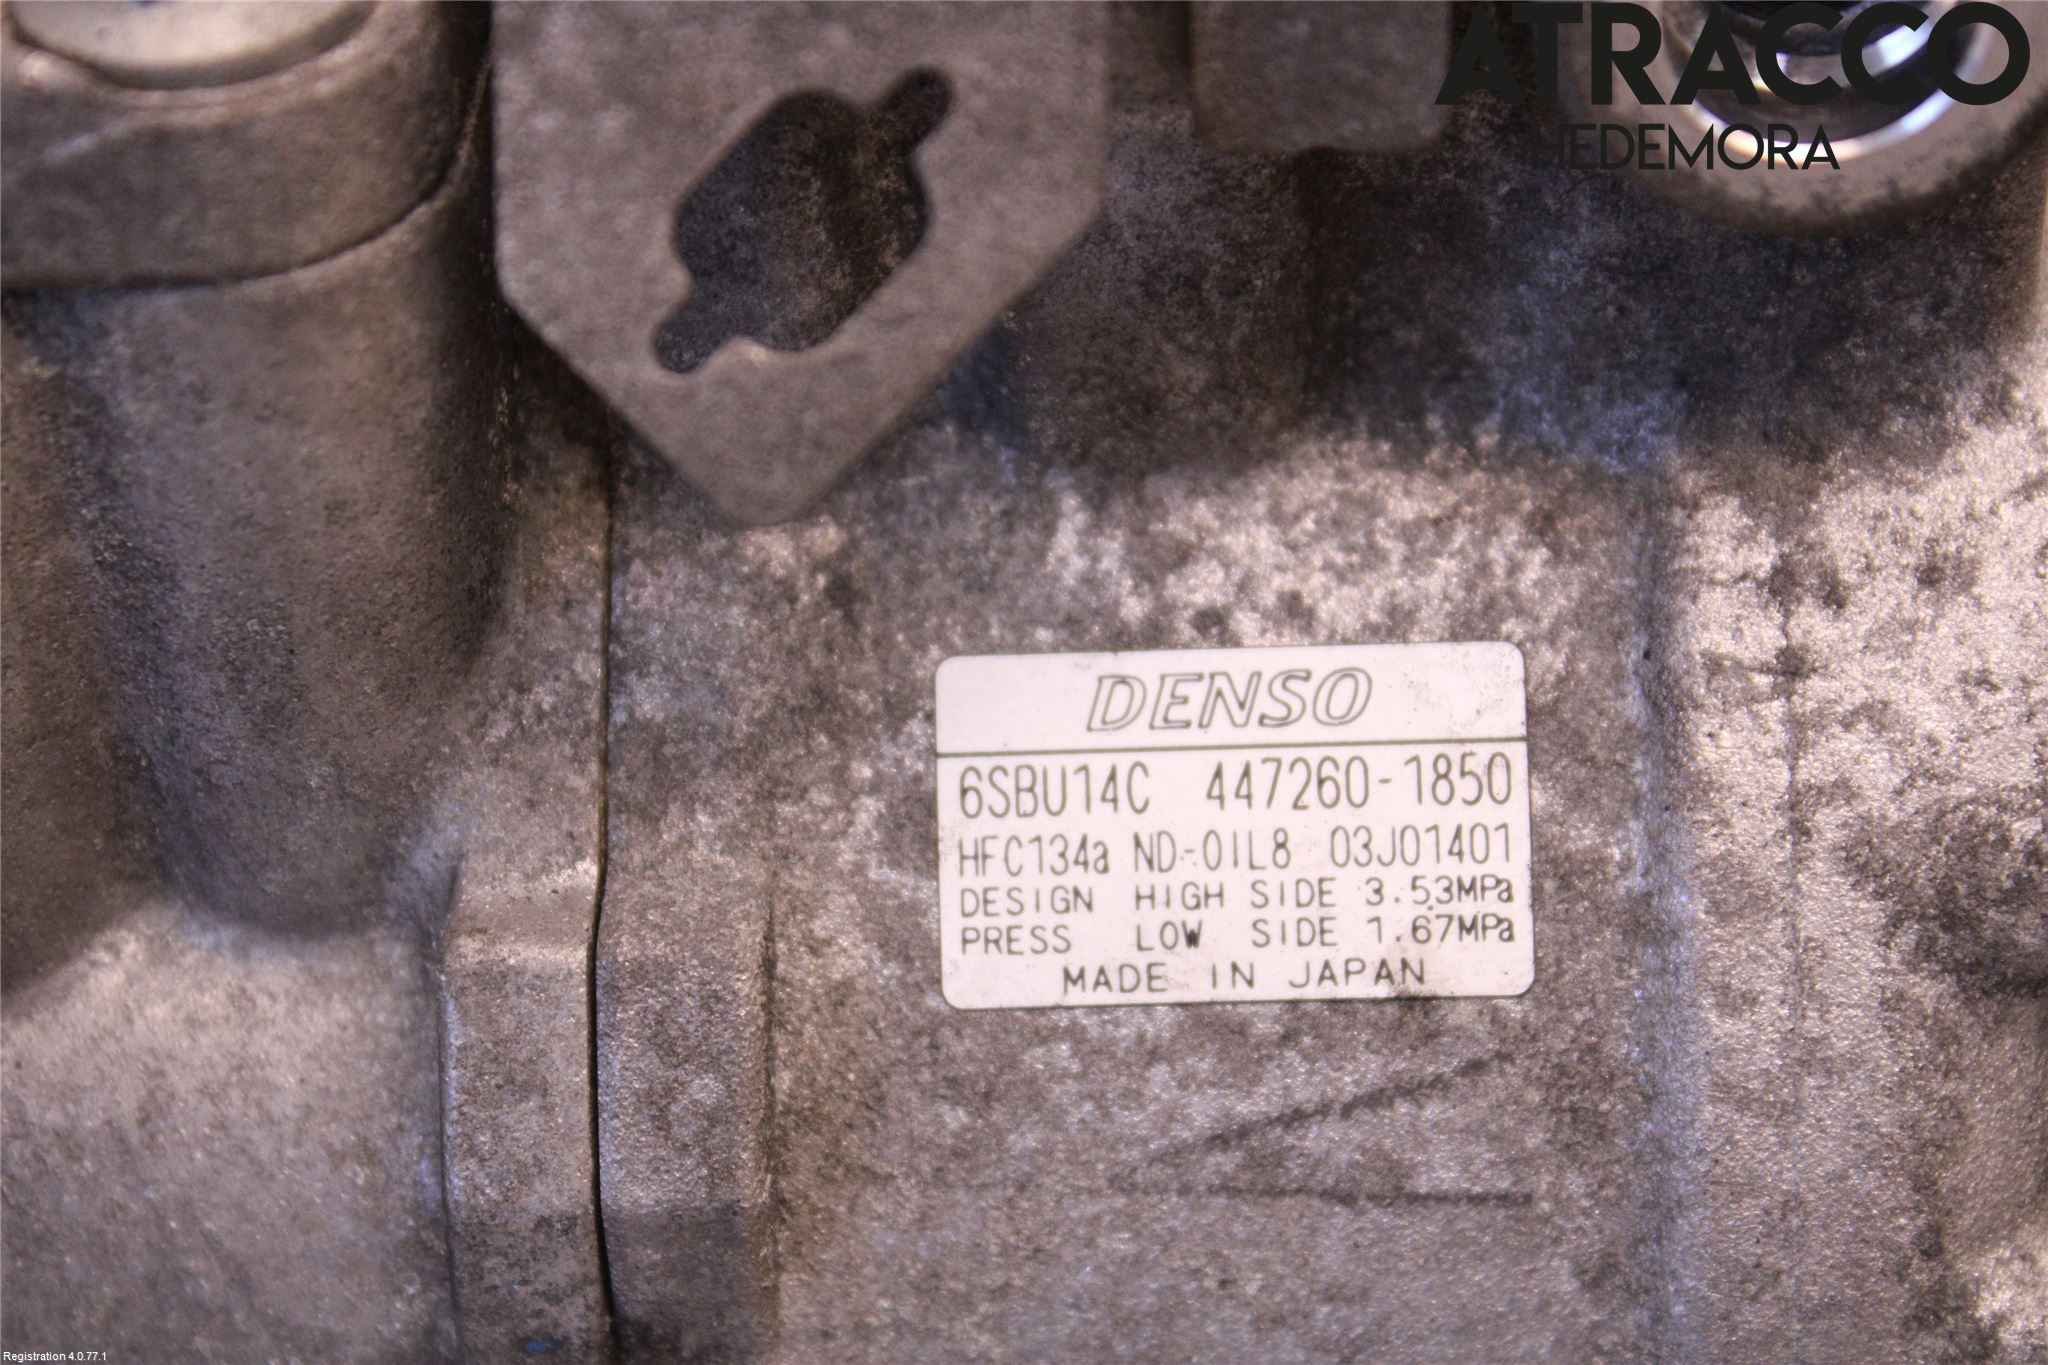 ATRACCO
HEDEMORA
DENSO
6SBU14C 447260-1850
HFC134a ND-OIL8 03J01401
DESIGN HIGH SIDE 3.53MPa
PRESS LOW SIDE 1.67MPa
MADE IN JAPAN
Registration 4.0.77.1